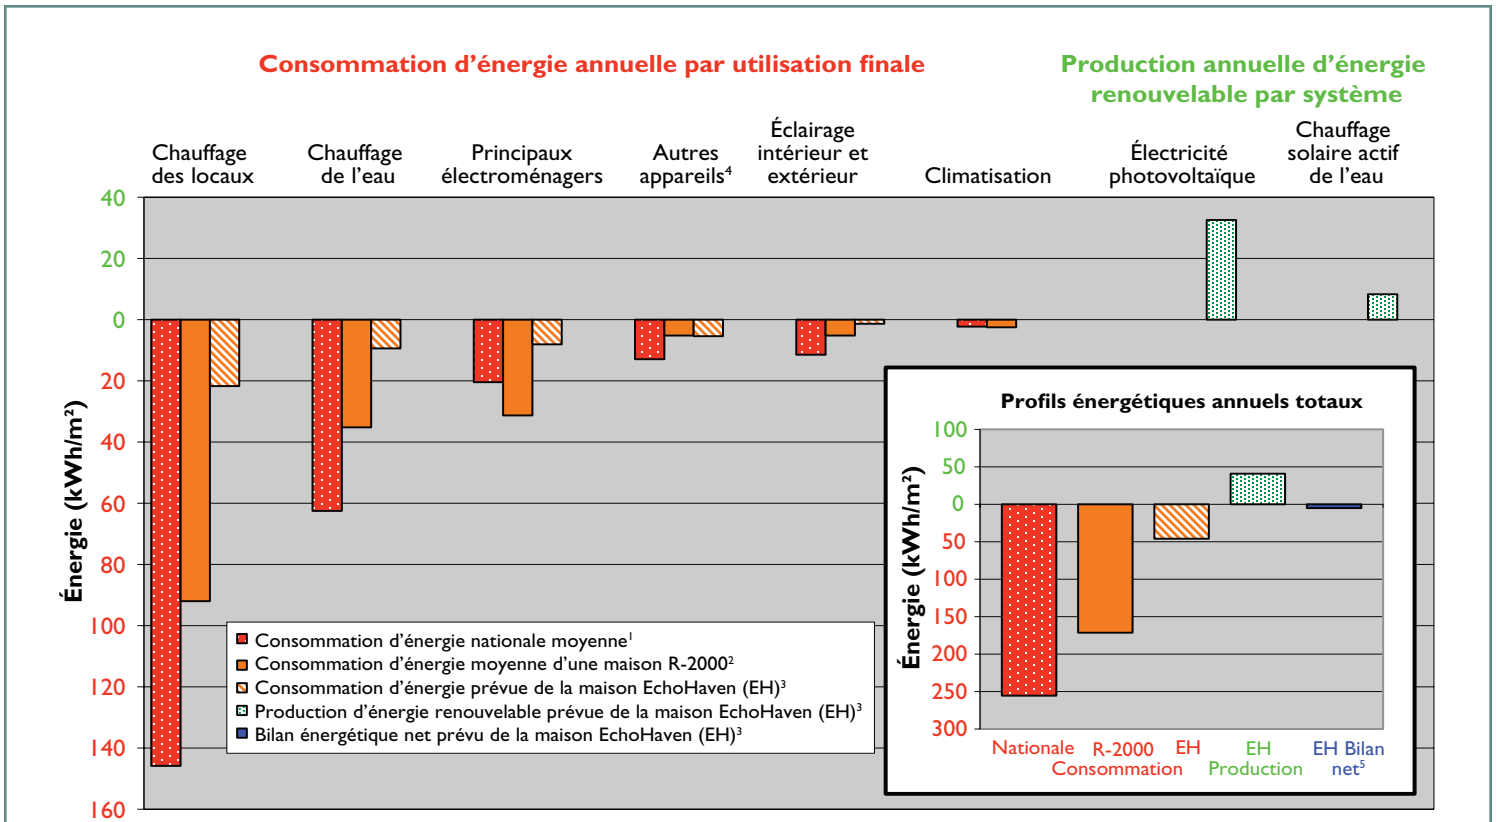 Consommation d'énergie annuelle par utilisation finale
Production annuelle d'énergie
renouvelable par système
Chauffage
des locaux
Chauffage
de l'eau
Principaux
électroménagers
Autres
appareils⁴
Éclairage
intérieur et
extérieur
Climatisation
Électricité
photovoltaïque
Chauffage
solaire actif
de l'eau
Énergie (kWh/m²)
40
20
0
20
40
60
80
100
120
140
160
Consommation d'énergie nationale moyenne¹
Consommation d'énergie moyenne d'une maison R-2000²
Consommation d'énergie prévue de la maison EchoHaven (EH)³
Production d'énergie renouvelable prévue de la maison EchoHaven (EH)³
Bilan énergétique net prévu de la maison EchoHaven (EH)³
Profils énergétiques annuels totaux
Énergie (kWh/m²)
100
50
0
50
100
150
200
250
300
Nationale R-2000 EH
Consommation
EH
Production
EH Bilan
net⁵